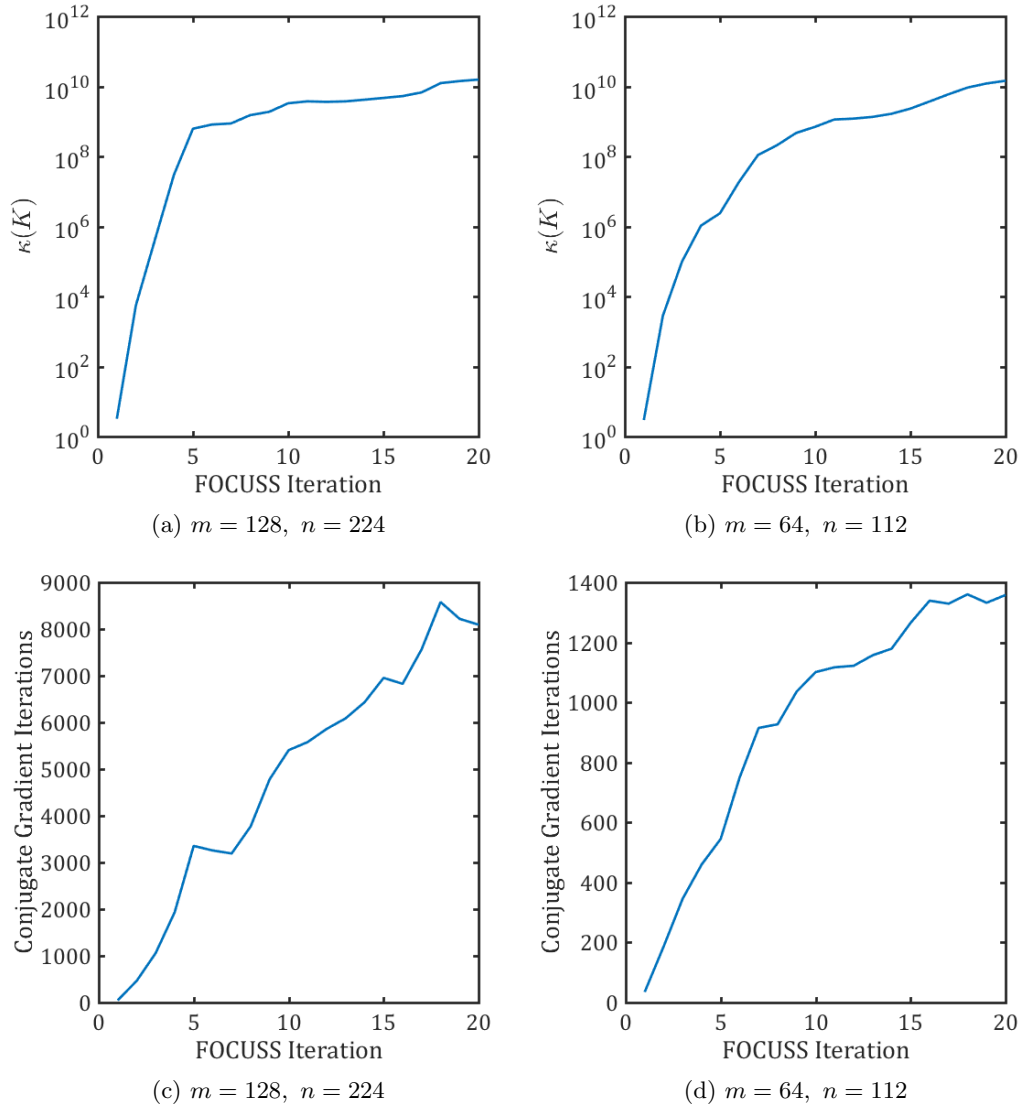 10^12
10^10
10^8
10^6
10^4
10^2
10^0
κ(K)
0 5 10 15 20
FOCUSS Iteration
(a) m = 128, n = 224
10^12
10^10
10^8
10^6
10^4
10^2
10^0
κ(K)
0 5 10 15 20
FOCUSS Iteration
(b) m = 64, n = 112
9000
8000
7000
6000
5000
4000
3000
2000
1000
0
Conjugate Gradient Iterations
0 5 10 15 20
FOCUSS Iteration
(c) m = 128, n = 224
1400
1200
1000
800
600
400
200
0
Conjugate Gradient Iterations
0 5 10 15 20
FOCUSS Iteration
(d) m = 64, n = 112